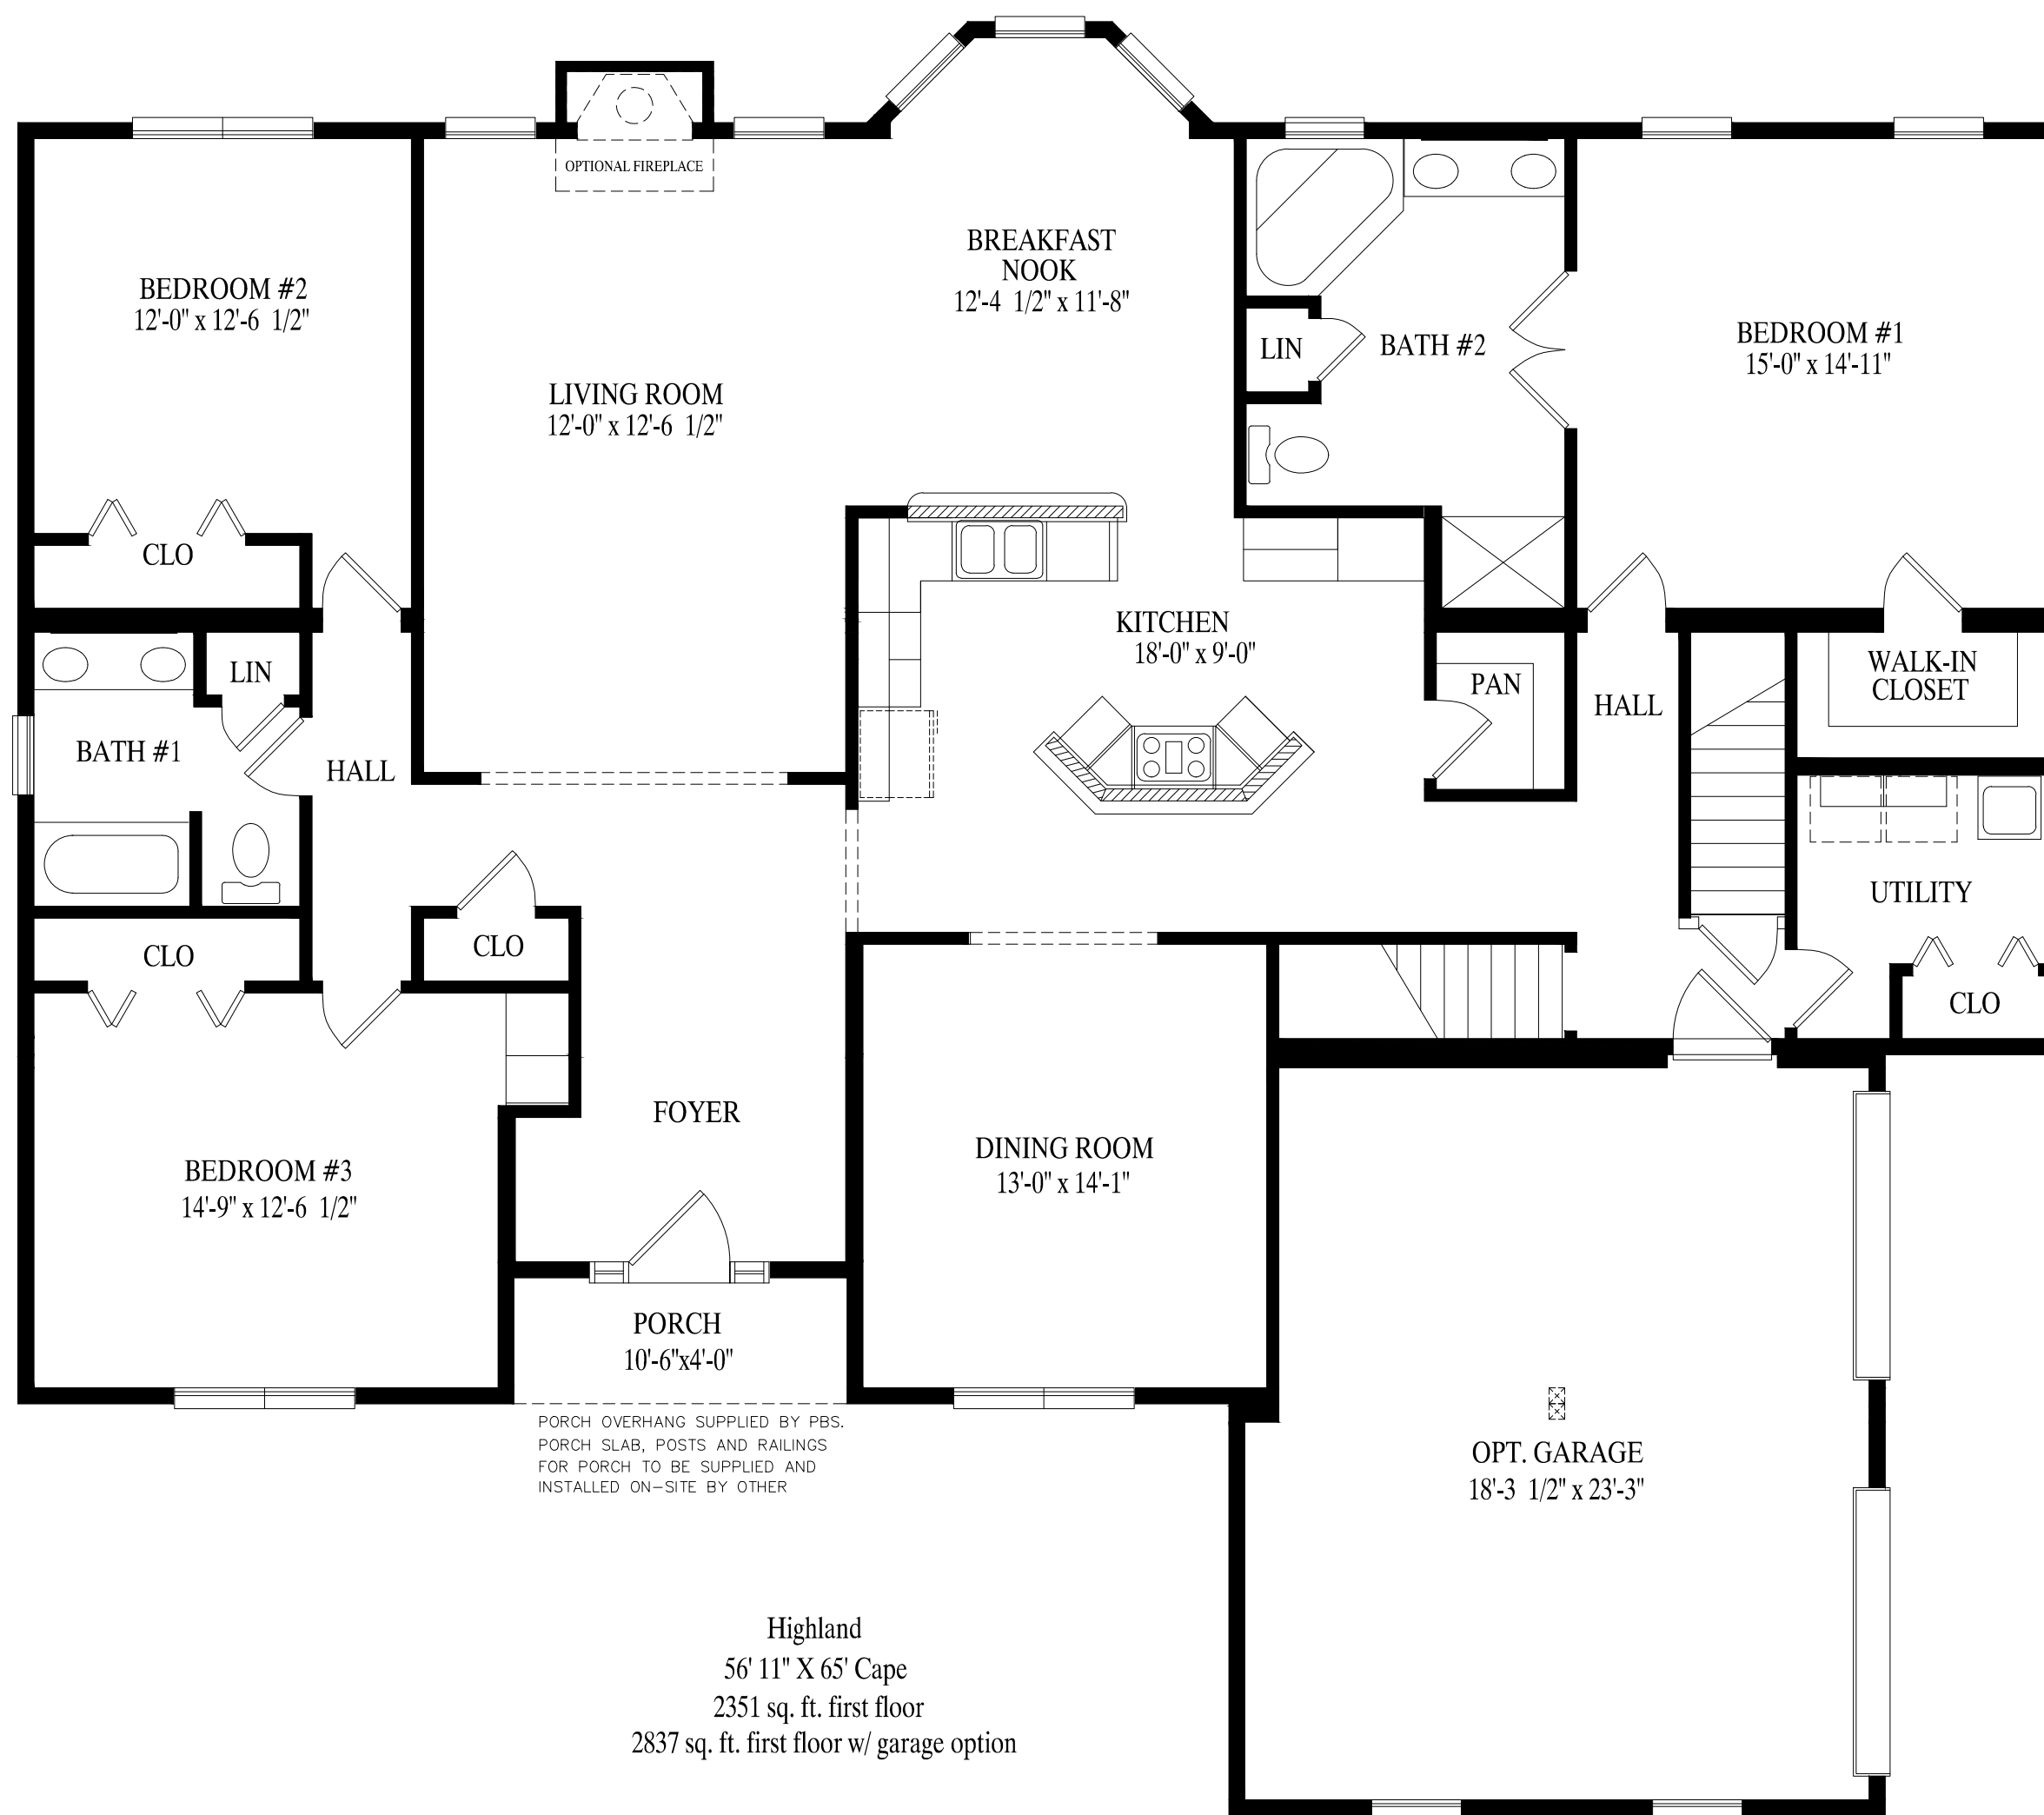 OPTIONAL FIREPLACE
BREAKFAST
NOOK
12'-4 1/2" x 11'-8"
BEDROOM #2
12'-0" x 12'-6 1/2"
LIN
BATH #2
BEDROOM #1
15'-0" x 14'-11"
LIVING ROOM
12'-0" x 12'-6 1/2"
CLO
KITCHEN
18'-0" x 9'-0"
LIN
PAN
WALK-IN
CLOSET
HALL
BATH #1
HALL
UTILITY
CLO
CLO
CLO
FOYER
DINING ROOM
13'-0" x 14'-1"
BEDROOM #3
14'-9" x 12'-6 1/2"
PORCH
10'-6"x4'-0"
PORCH OVERHANG SUPPLIED BY PBS.
PORCH SLAB, POSTS AND RAILINGS
FOR PORCH TO BE SUPPLIED AND
INSTALLED ON-SITE BY OTHER
OPT. GARAGE
18'-3 1/2" x 23'-3"
Highland
56' 11" X 65' Cape
2351 sq. ft. first floor
2837 sq. ft. first floor w/ garage option